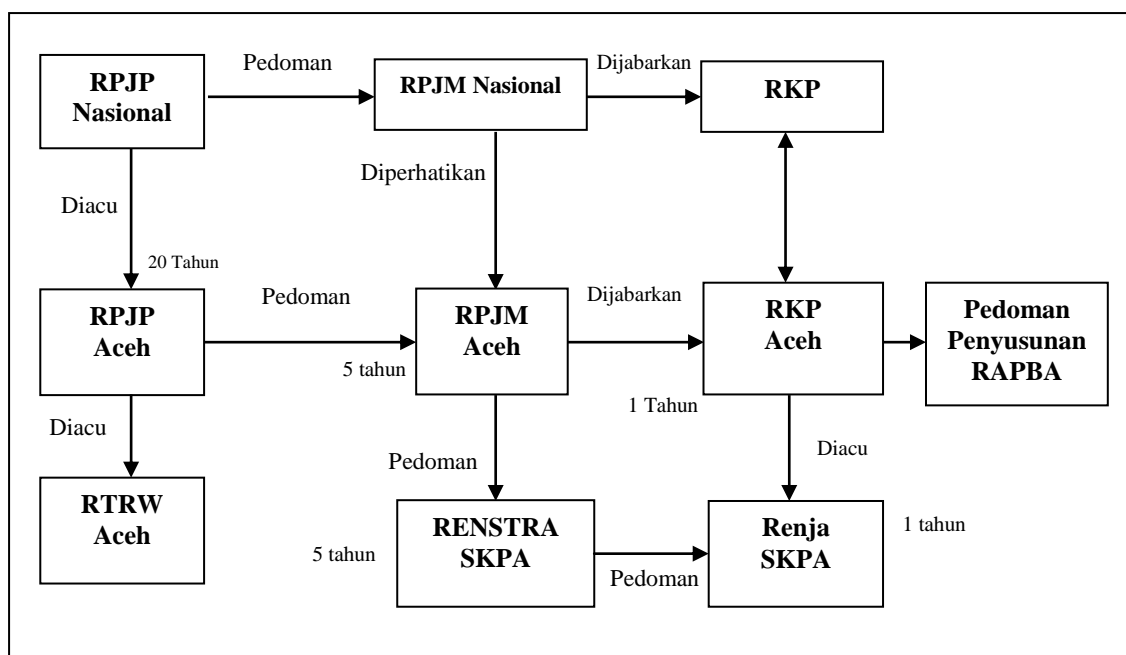 RPJP
Nasional
Pedoman
RPJM Nasional
Dijabarkan
RKP
Diperhatikan
Diacu
20 Tahun
RPJP
Aceh
Pedoman
5 tahun
RPJM
Aceh
Dijabarkan
RKP
Aceh
1 Tahun
Pedoman
Penyusunan
RAPBA
Diacu
Pedoman
Diacu
RTRW
Aceh
5 tahun
RENSTRA
SKPA
Pedoman
Renja
SKPA
1 tahun